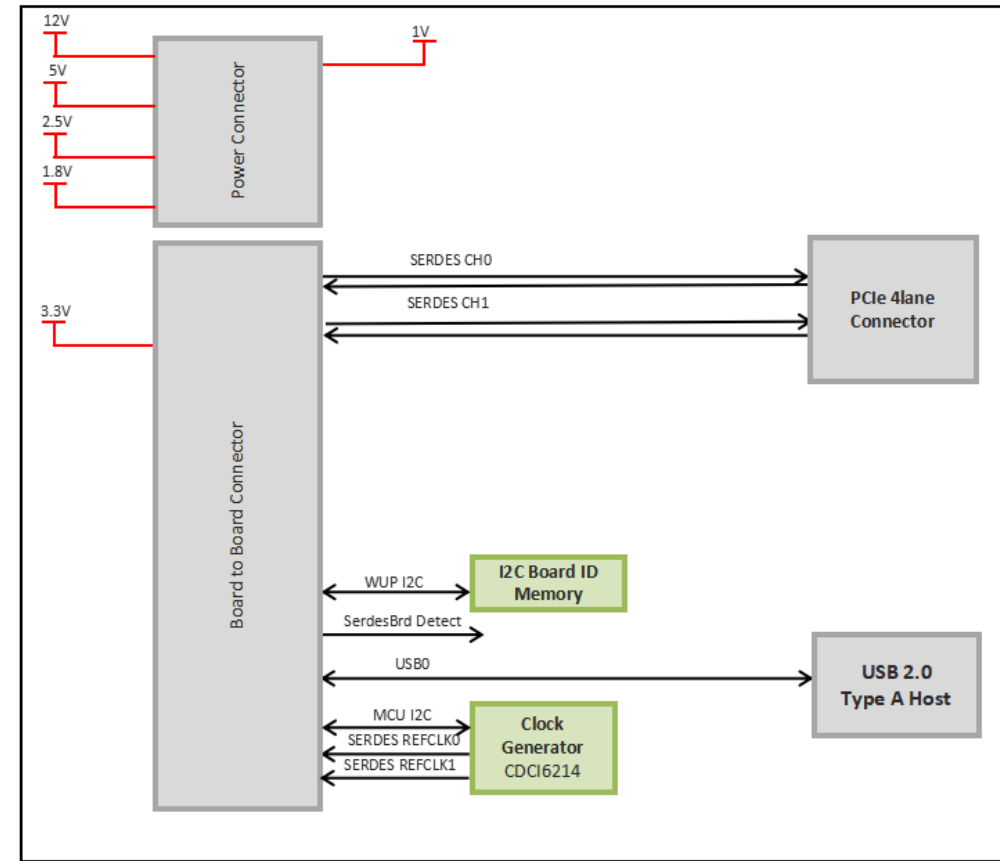 12V
1V
5V
2.5V
1.8V
Power Connector
SERDES CH0
SERDES CH1
PCIe 4lane
Connector
3.3V
Board to Board Connector
WUP I2C
I2C Board ID
Memory
SerdesBrd Detect
USB0
USB 2.0
Type A Host
MCU I2C
SERDES REFCLK0
SERDES REFCLK1
Clock
Generator
CDCI6214